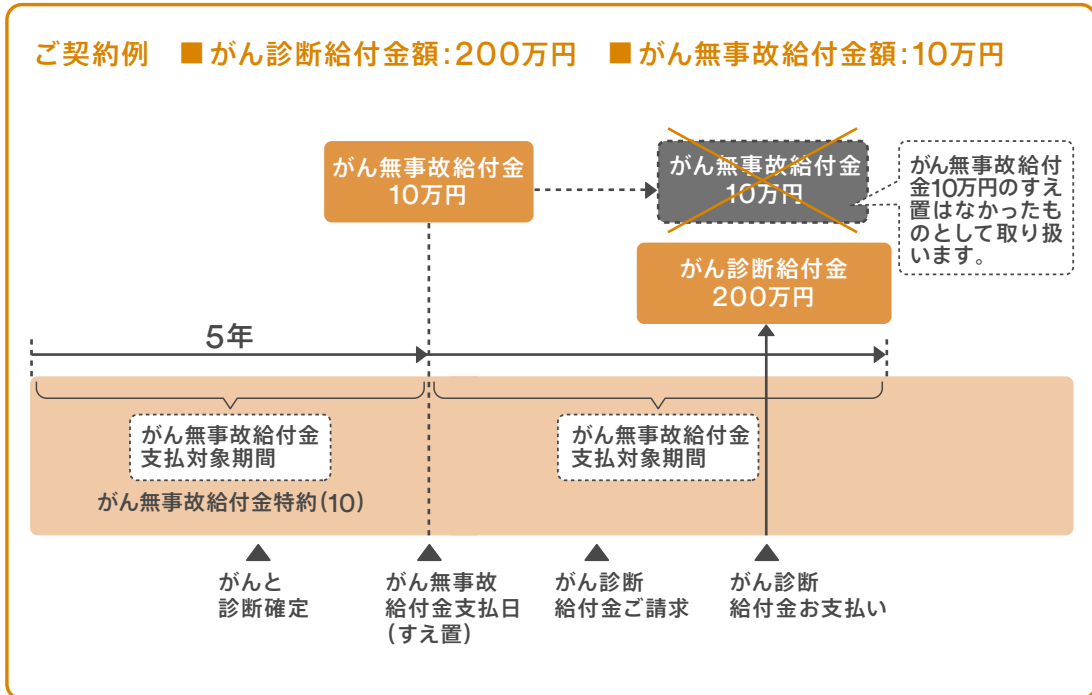 ご契約例 ■がん診断給付金額:200万円 ■がん無事故給付金額:10万円
がん無事故給付金
10万円
がん無事故給付金
10万円
がん無事故給付
金10万円のすえ
置はなかったも
のとして取り扱
います。
がん診断給付金
200万円
5年
がん無事故給付金
支払対象期間
がん無事故給付金
支払対象期間
がん無事故給付金特約(10)
がんと
診断確定
がん無事故
給付金支払日
(すえ置)
がん診断
給付金ご請求
がん診断
給付金お支払い